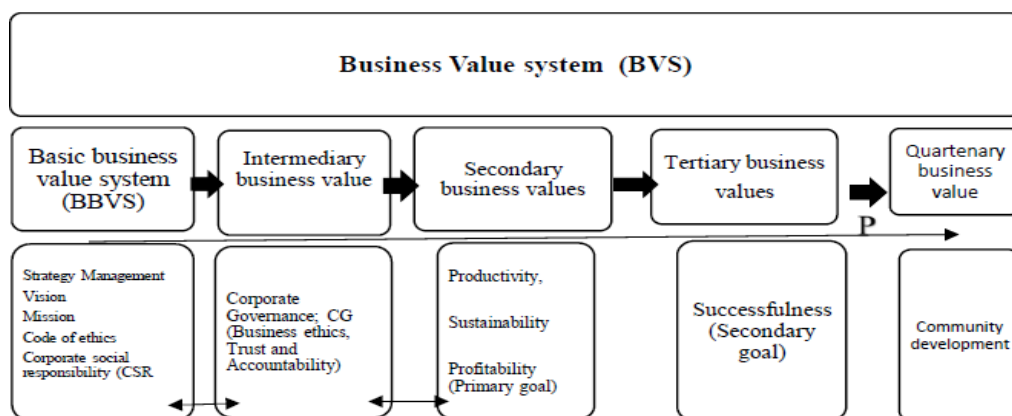 Business Value system (BVS)
Basic business
value system
(BBVS)
Intermediary
business value
Secondary
business values
Tertiary business
values
Quartenary
business
value
P
Strategy Management
Vision
Mission
Code of ethics
Corporate social
responsibility (CSR
Corporate
Governance; CG
(Business ethics,
Trust and
Accountability)
Productivity,
Sustainability
Profitability
(Primary goal)
Successfulness
(Secondary
goal)
Community
development